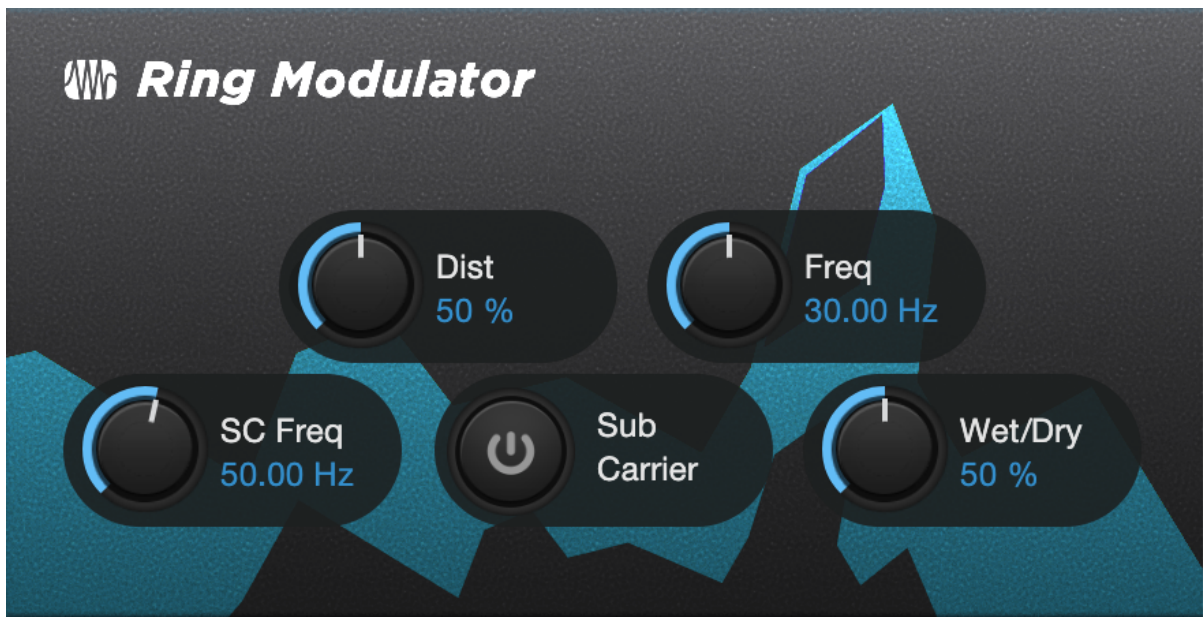 Ring Modulator
Dist
50 %
Freq
30.00 Hz
SC Freq
50.00 Hz
Sub
Carrier
Wet/Dry
50 %